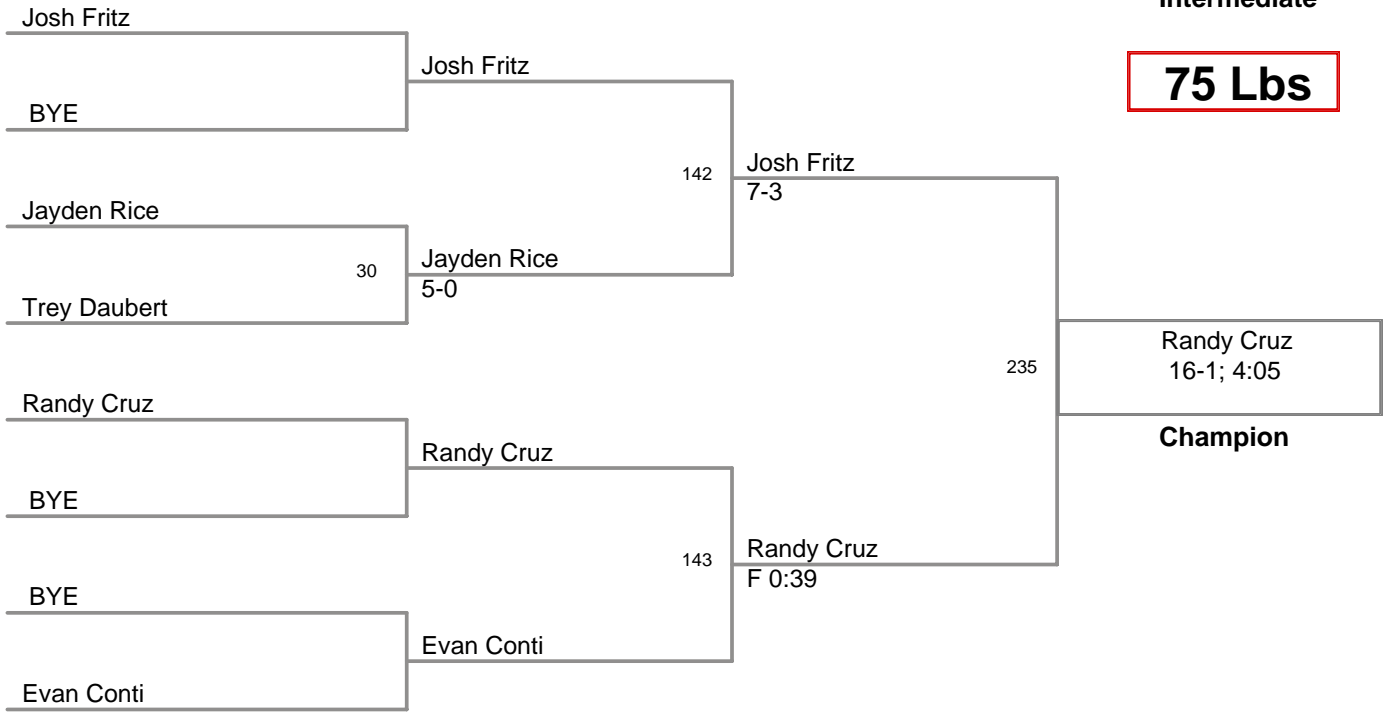 Intermediate
75 Lbs
Josh Fritz
BYE
Jayden Rice
Trey Daubert
Randy Cruz
BYE
BYE
Evan Conti
30
Josh Fritz
Jayden Rice
5-0
Randy Cruz
Evan Conti
142
143
Josh Fritz
7-3
Randy Cruz
F 0:39
235
Randy Cruz
16-1; 4:05
Champion